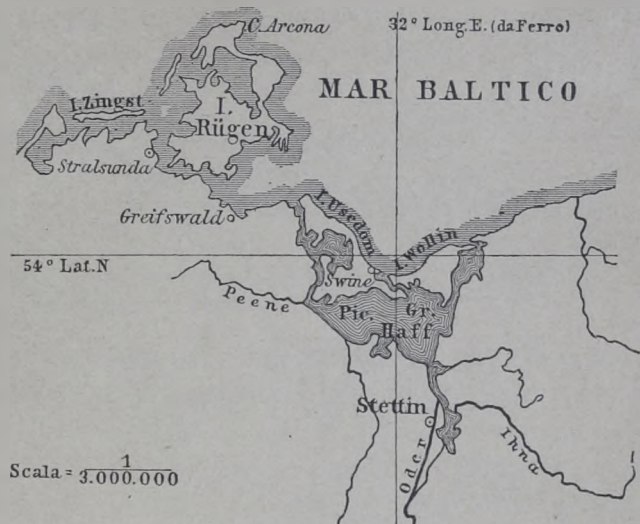 C. Arcona
32° Long.E. (da Ferro)
MAR BALTICO
I. Zingst
I.
Rügen
Stralsunda
Greifswald
I. Usedom
I. Wollin
54° Lat. N
Swine
Peene
Pic. Gr.
Haff
Stettin
Oder
Ihna
Scala = 1
3.000.000